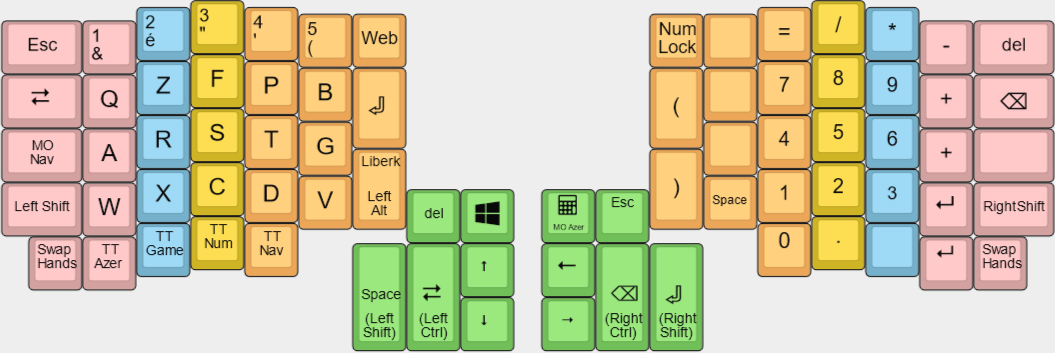 Esc
1
&
2
é
3
"
4
'
5
(
Web
Num
Lock
=
/
*
-
del
⇄
Q
Z
F
P
B
(
7
8
9
+
MO
Nav
A
R
S
T
G
Liberk
Left
Alt
4
5
6
+
Left Shift
W
X
C
D
V
)
Space
1
2
3
RightShift
Swap
Hands
TT
Azer
TT
Game
TT
Num
TT
Nav
0
.
Swap
Hands
del
MO Azer
Esc
Space
(Left
Shift)
⇄
(Left
Ctrl)
↑
↓
←
→
(Right
Ctrl)
(Right
Shift)